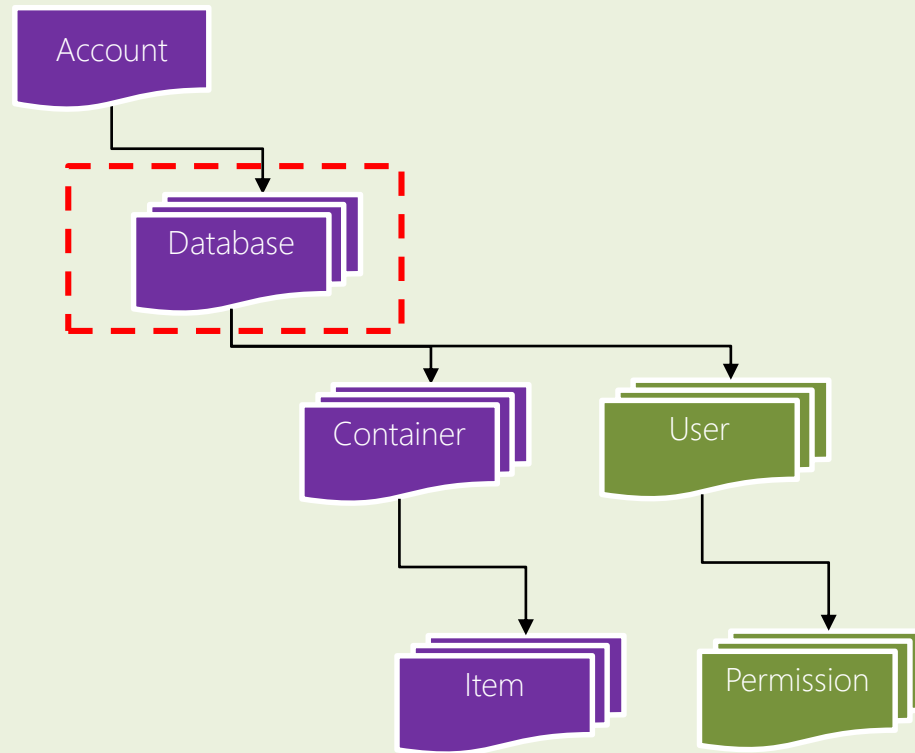 Account
Database
Container
User
Item
Permission